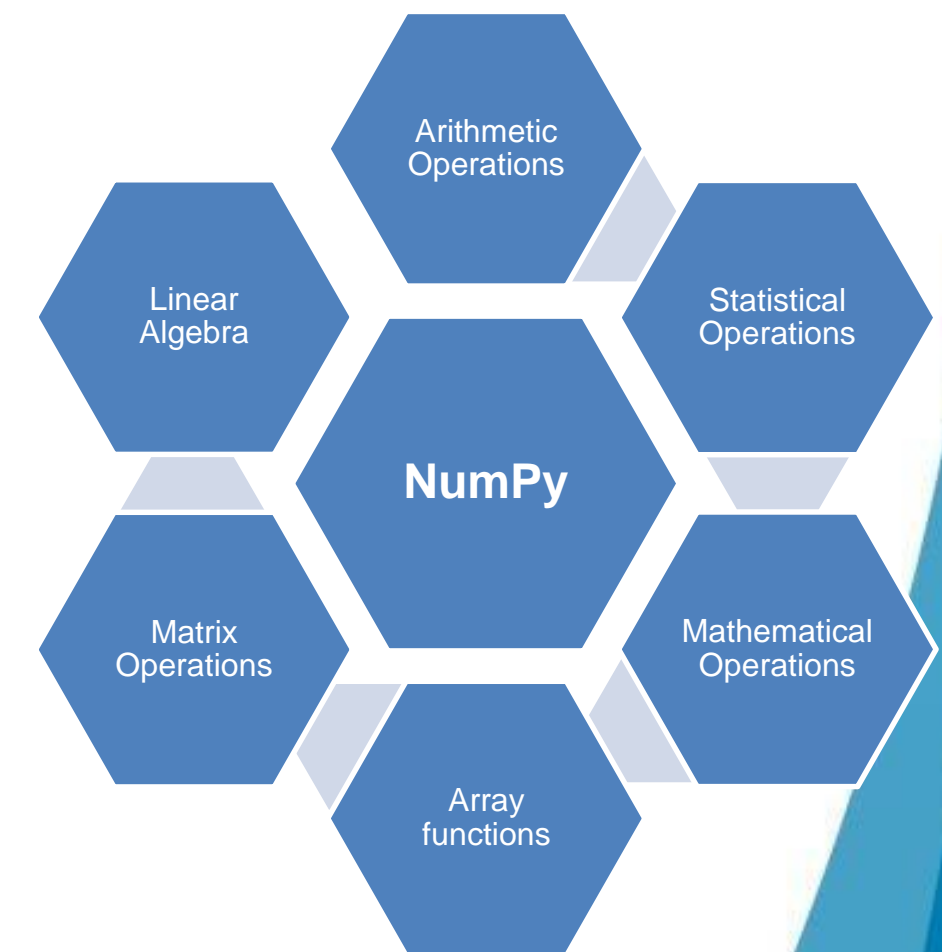 Arithmetic
Operations
Linear
Algebra
Statistical
Operations
NumPy
Matrix
Operations
Mathematical
Operations
Array
functions